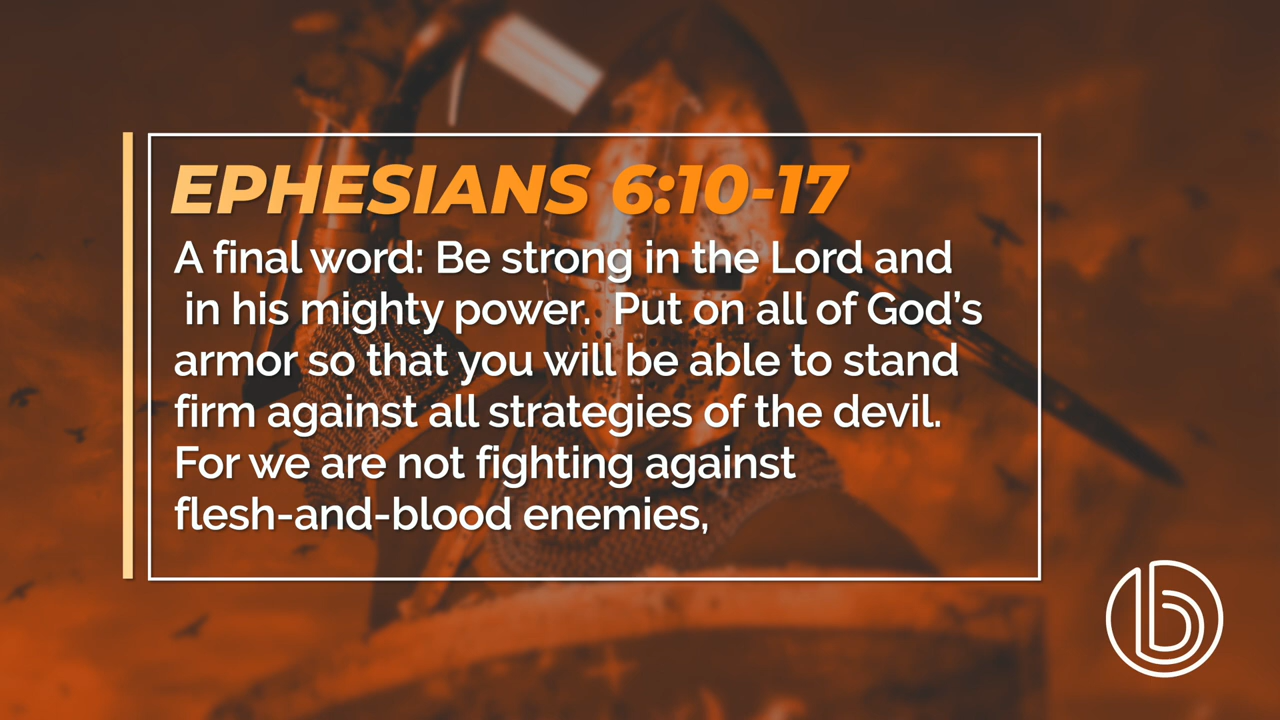 EPHESIANS 6:10-17
A final word: Be strong in the Lord and
in his mighty power.  Put on all of God’s
armor so that you will be able to stand
firm against all strategies of the devil.
For we are not fighting against
flesh-and-blood enemies,
b